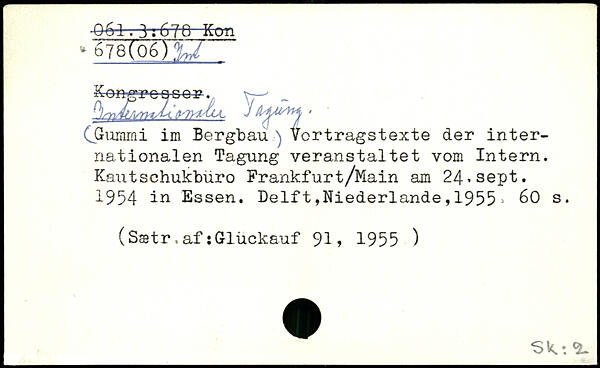 061.3:678 Kon
678(06) Int
Kongresser.
Internationaler Tagung.
(Gummi im Bergbau.) Vortragstexte der inter-
nationalen Tagung veranstaltet vom Intern.
Kautschukbüro Frankfurt/Main am 24.sept.
1954 in Essen. Delft,Niederlande,1955. 60 s.
(Sætr.af:Glückauf 91, 1955.)
Sk: 2